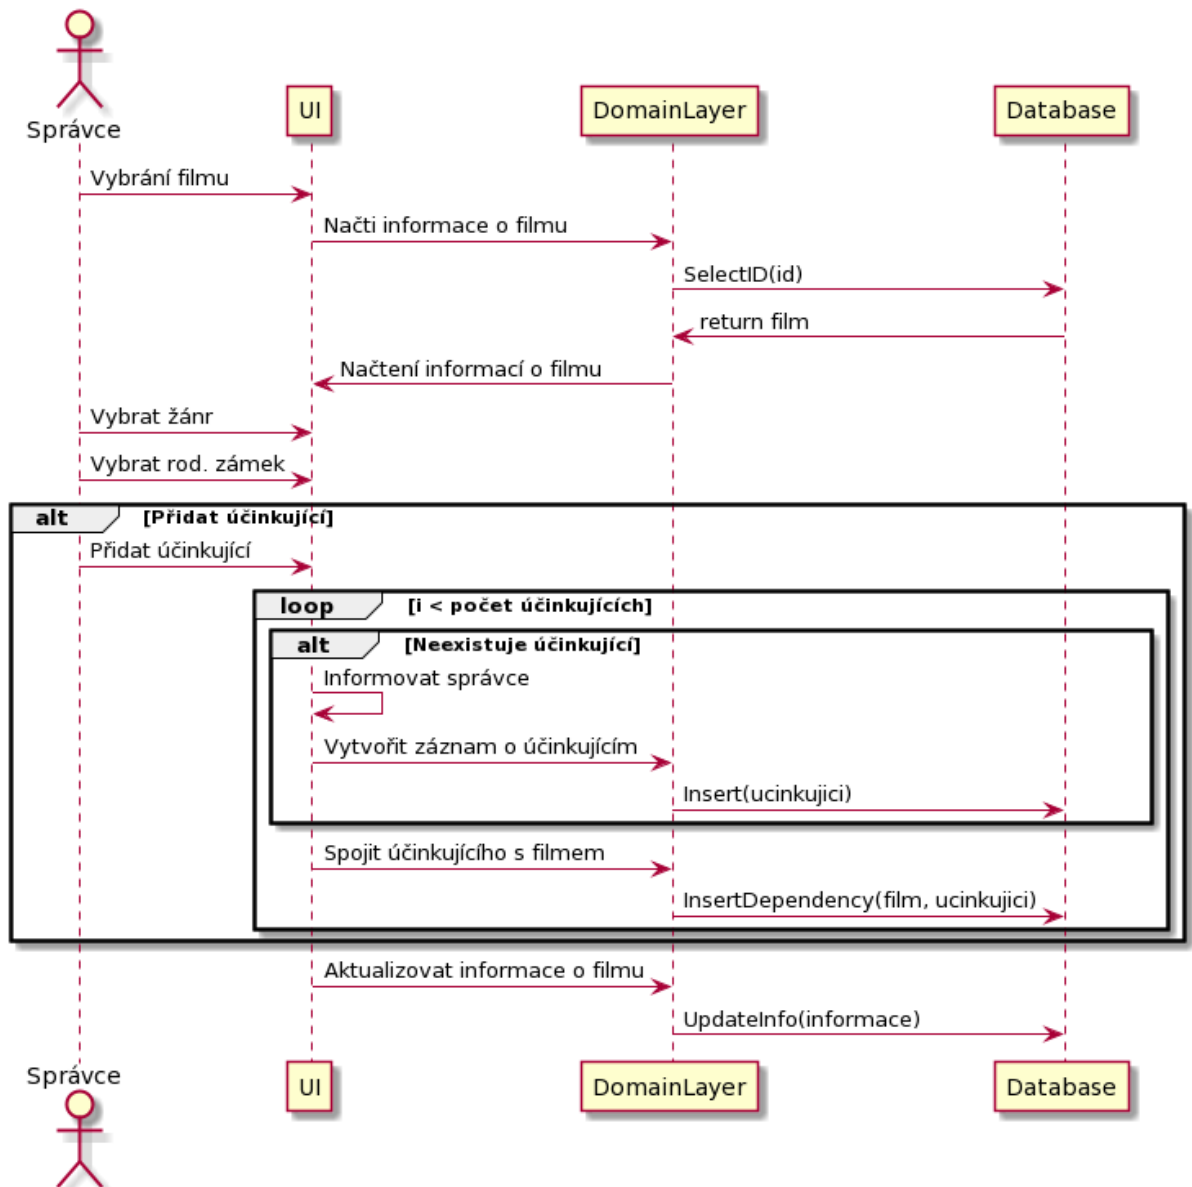 Správce
UI
DomainLayer
Database
Vybrání filmu
Načti informace o filmu
SelectID(id)
return film
Načtení informací o filmu
Vybrat žánr
Vybrat rod. zámek
alt [Přidat účinkující]
Přidat účinkující
loop [i < počet účinkujících]
alt [Neexistuje účinkující]
Informovat správce
Vytvořit záznam o účinkujícím
Insert(ucinkujici)
Spojit účinkujícího s filmem
InsertDependency(film, ucinkujici)
Aktualizovat informace o filmu
UpdateInfo(informace)
Správce
UI
DomainLayer
Database